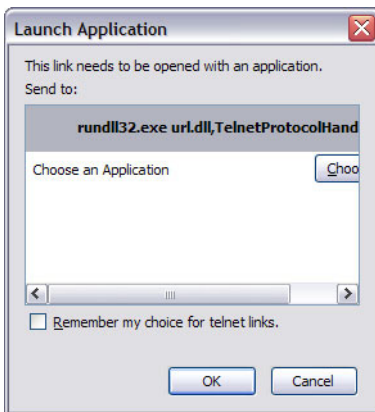 Launch Application
This link needs to be opened with an application.
Send to:
rundll32.exe url.dll,TelnetProtocolHand
Choose an Application
Choo
Remember my choice for telnet links.
OK
Cancel